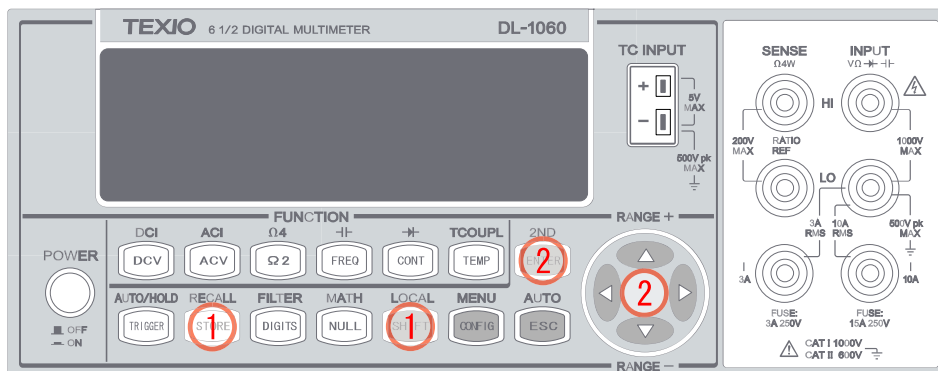 TEXIO 6 1/2 DIGITAL MULTIMETER DL-1060
TC INPUT
+
−
5V
MAX
500V pk
MAX
SENSE
Ω4W
INPUT
VΩ
HI
200V
MAX
RATIO
REF
1000V
MAX
LO
3A
RMS
10A
RMS
500V pk
MAX
3A
10A
FUSE:
3A 250V
FUSE:
15A 250V
CAT I 1000V
CAT II 600V
FUNCTION
DCI ACI Ω4 TCOUPL 2ND
DCV ACV Ω2 FREQ CONT TEMP ENTER
2
POWER
OFF
ON
AUTO/HOLD RECALL FILTER MATH LOCAL MENU AUTO
TRIGGER STORE DIGITS NULL SHIFT CONFIG ESC
1
1
RANGE +
2
RANGE −